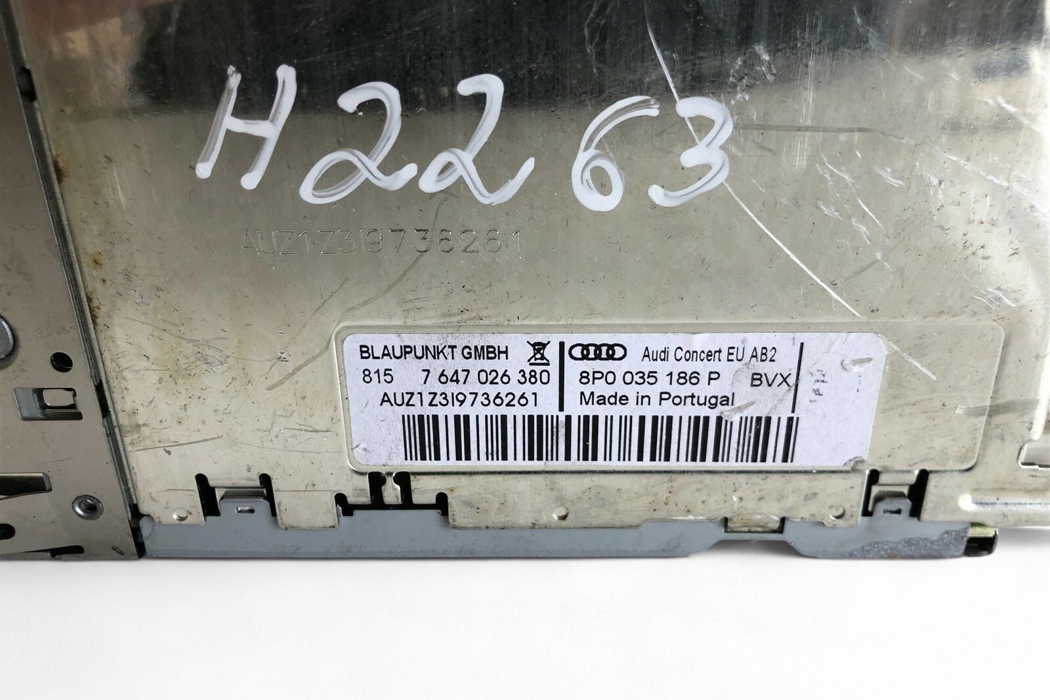 H2263
AUZ1Z3I9736261
BLAUPUNKT GMBH
815 7 647 026 380
AUZ1Z3I9736261
Audi Concert EU AB2
8P0 035 186 P BVX
Made in Portugal